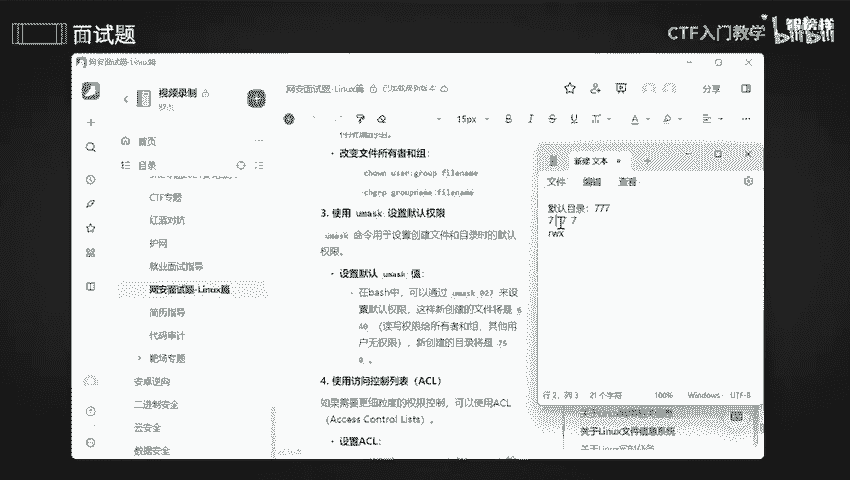 面试题
CTF入门教学
bilibili
网安面试题-Linux篇
视频录制
首页
目录
CTF专题
红蓝对抗
护网
就业面试指导
网安面试题-Linux篇
简历指导
代码审计
靶场专题
安卓逆向
二进制安全
云安全
数据安全
网安面试题-Linux篇
分享
15px
改变文件所有者和组：
chown user:group filename
chgrp groupname filename
3. 使用 umask 设置默认权限
umask 命令用于设置创建文件和目录时的默认
权限。
设置默认 umask 值：
在bash中，可以通过 umask 027 来设
置默认权限，这样新创建的文件将是 6
40 （读写权限给所有者和组，其他用
户无权限），新创建的目录将是 75
0 。
4. 使用访问控制列表（ACL）
如果需要更细粒度的权限控制，可以使用ACL
（Access Control Lists）。
设置ACL：
新建 文本
文件 编辑 查看
默认目录：777
7 7 7
rwx
行 2，列 3 21个字符 100% Windows UTF-8
关于Linux文件信息系统